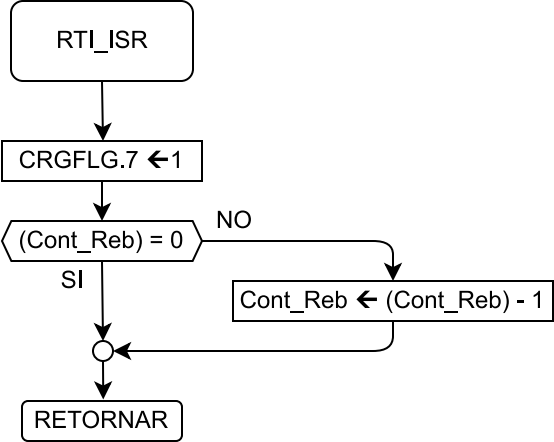 RTI_ISR
CRGFLG.7 🡨1
(Cont_Reb) = 0
NO
SI
Cont_Reb 🡨 (Cont_Reb) - 1
RETORNAR